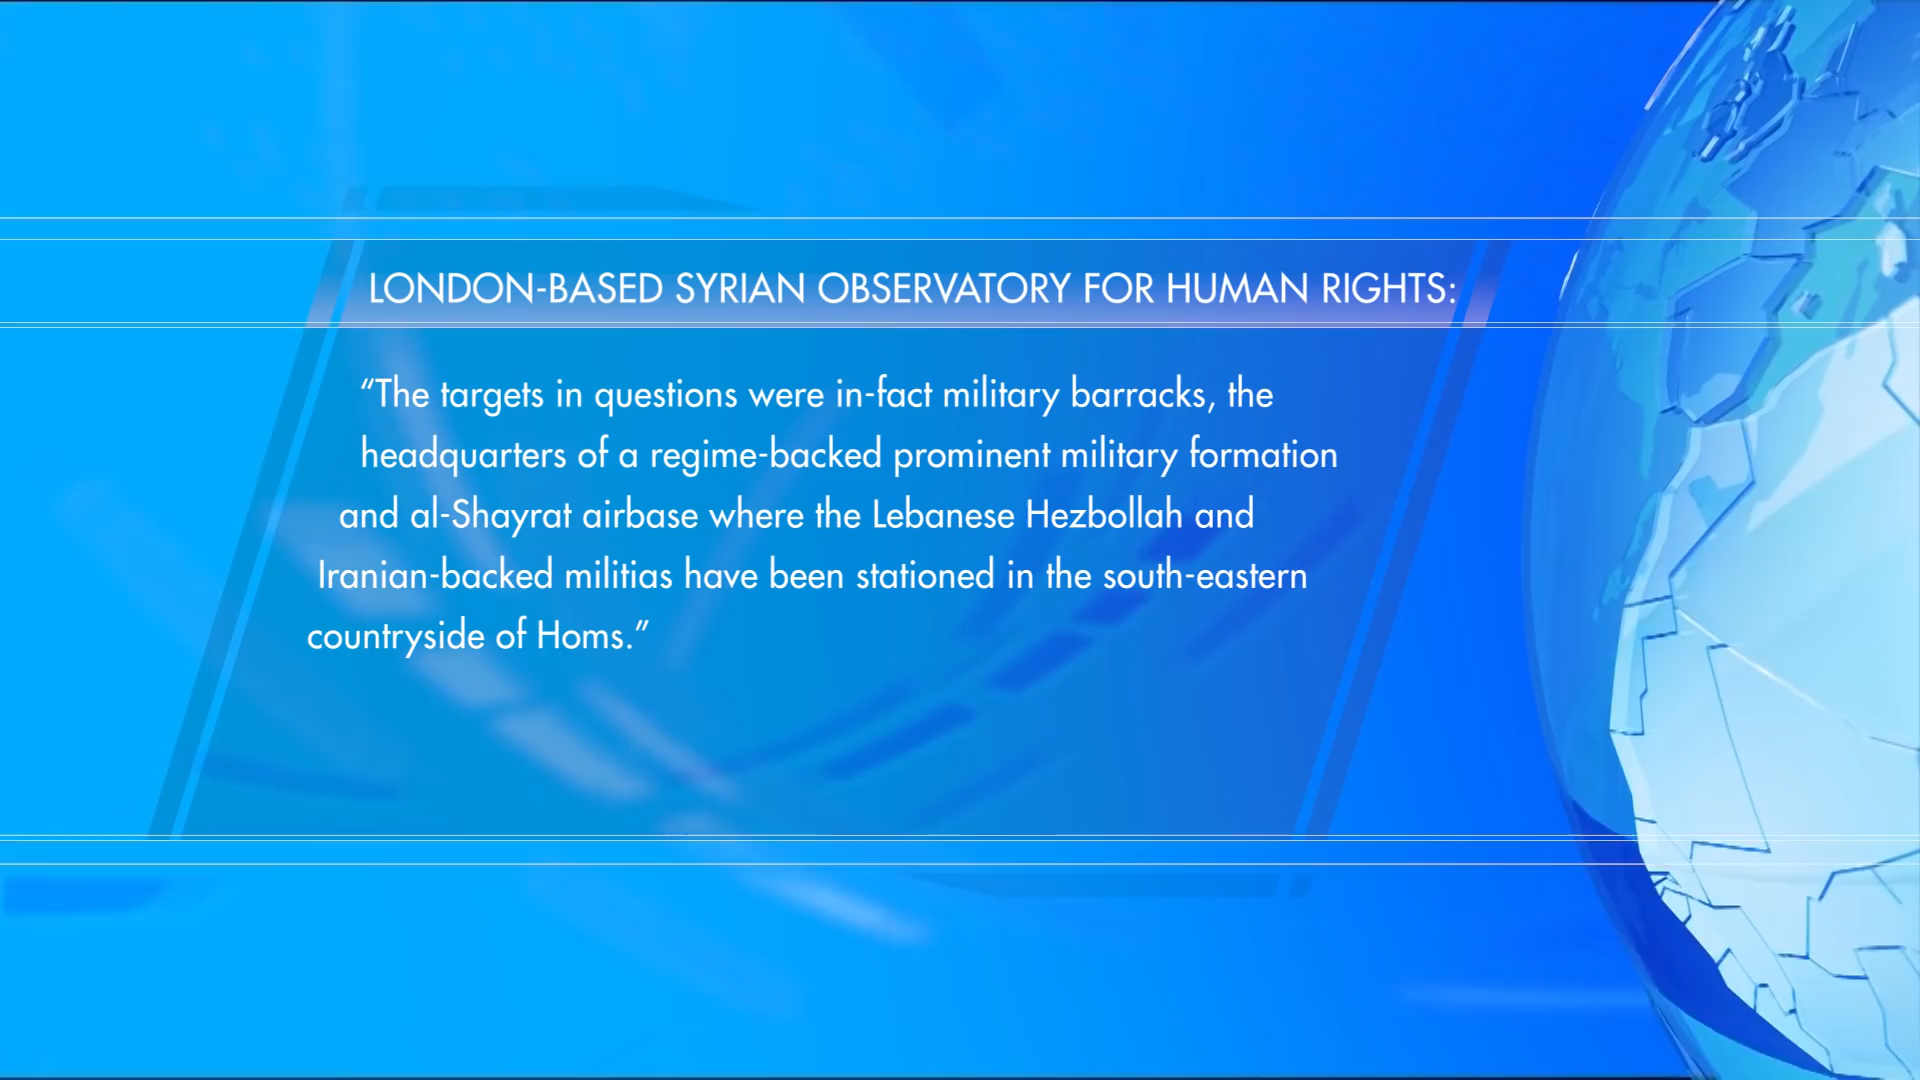 LONDON-BASED SYRIAN OBSERVATORY FOR HUMAN RIGHTS:
“The targets in questions were in-fact military barracks, the
headquarters of a regime-backed prominent military formation
and al-Shayrat airbase where the Lebanese Hezbollah and
Iranian-backed militias have been stationed in the south-eastern
countryside of Homs.”